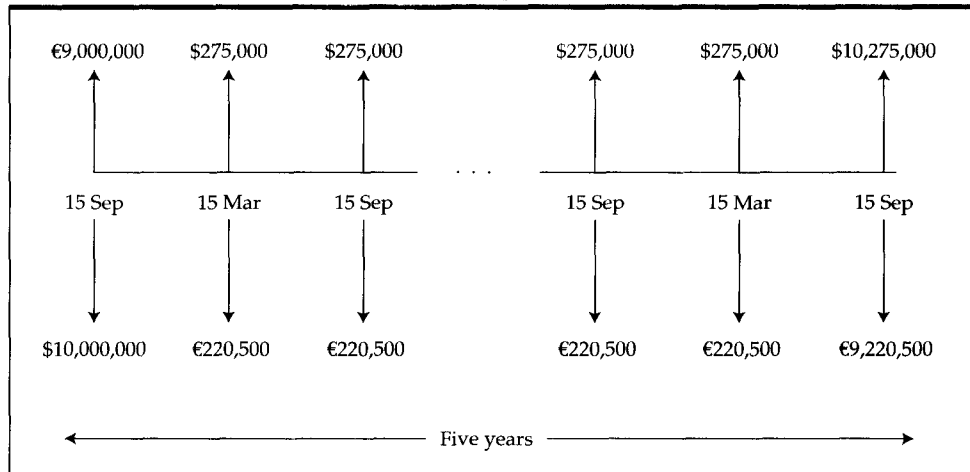 €9,000,000 $275,000 $275,000 $275,000 $275,000 $10,275,000
. . .
15 Sep 15 Mar 15 Sep 15 Sep 15 Mar 15 Sep
$10,000,000 €220,500 €220,500 €220,500 €220,500 €9,220,500
Five years